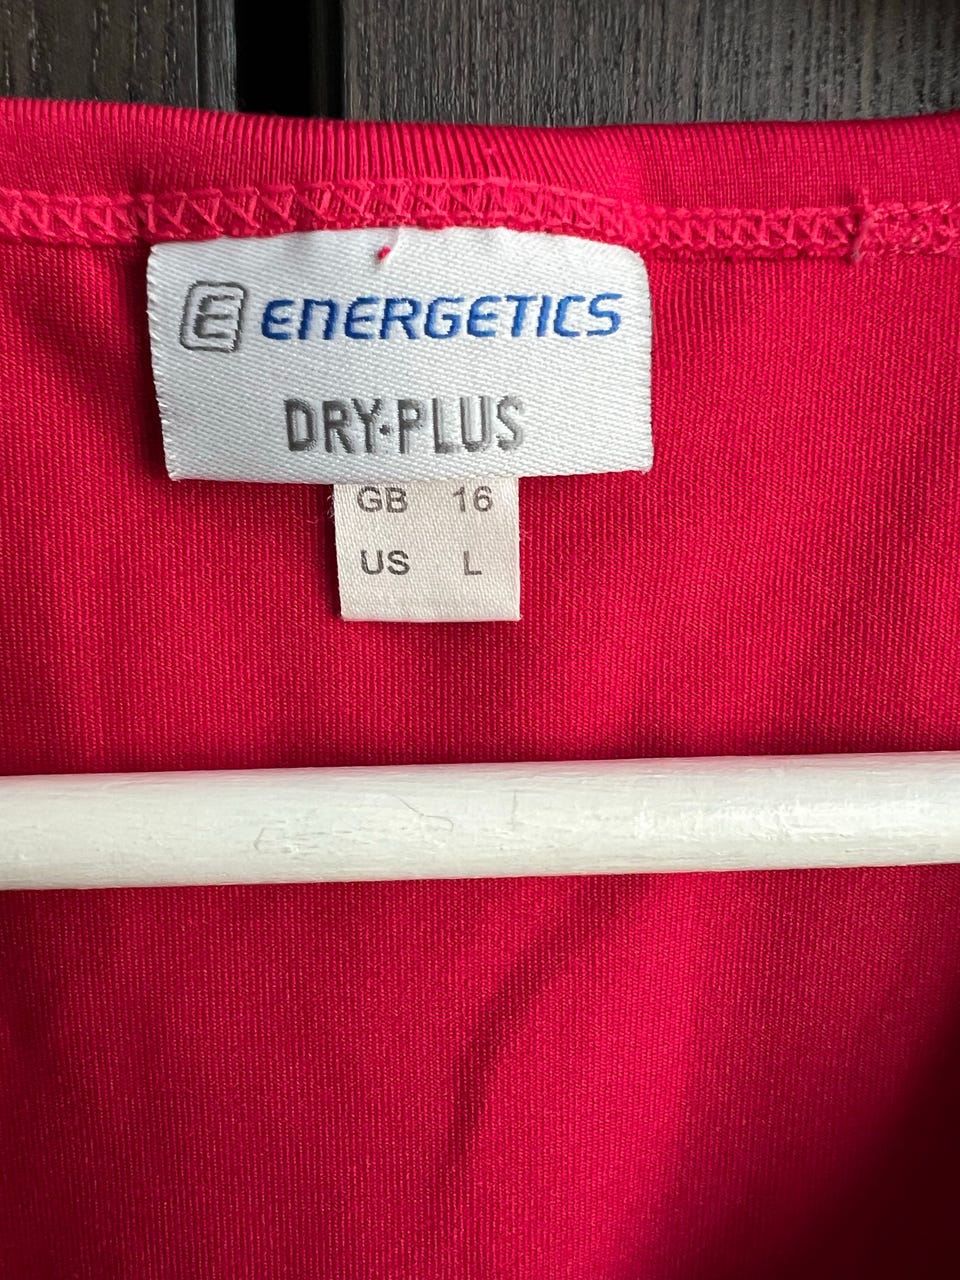 E ENERGETICS
DRY·PLUS
GB 16
US L